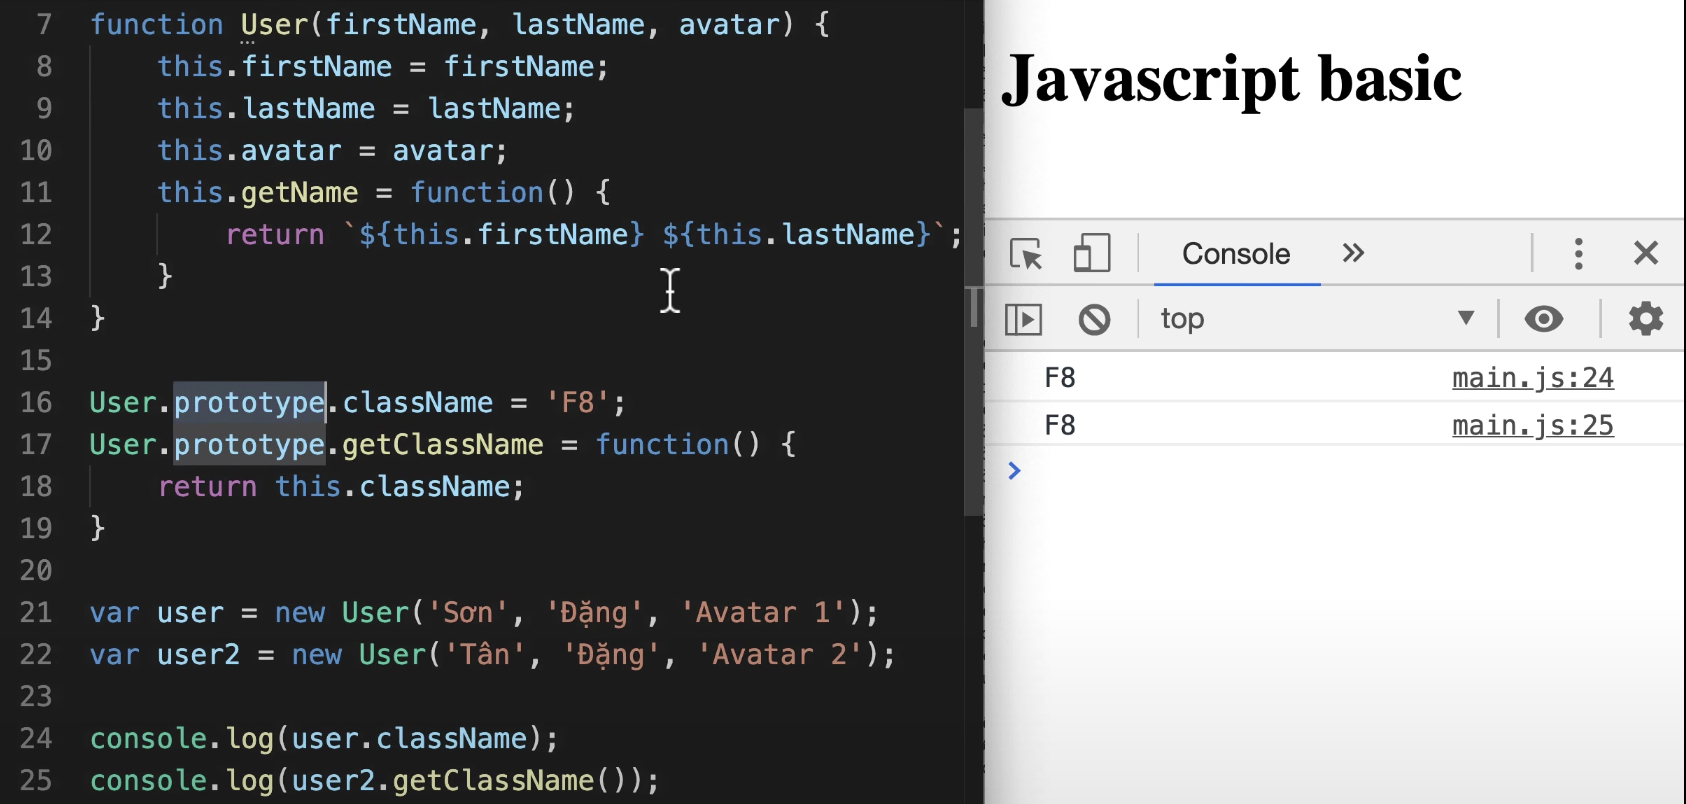 7 function User(firstName, lastName, avatar) {
8 this.firstName = firstName;
9 this.lastName = lastName;
10 this.avatar = avatar;
11 this.getName = function() {
12 return `${this.firstName} ${this.lastName}`;
13 }
14 }
15
16 User.prototype.className = 'F8';
17 User.prototype.getClassName = function() {
18 return this.className;
19 }
20
21 var user = new User('Sơn', 'Đặng', 'Avatar 1');
22 var user2 = new User('Tân', 'Đặng', 'Avatar 2');
23
24 console.log(user.className);
25 console.log(user2.getClassName());
Javascript basic
Console
top
F8 main.js:24
F8 main.js:25